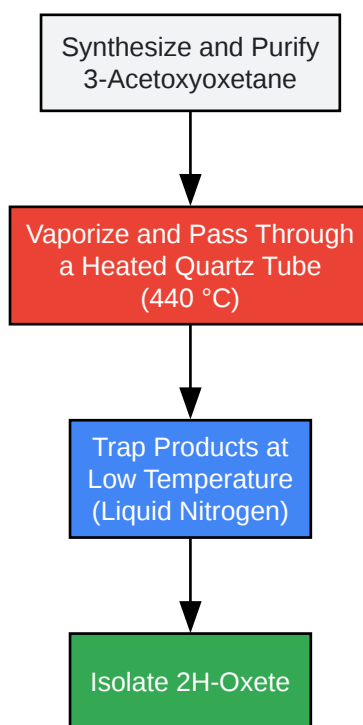 Synthesize and Purify
3-Acetoxyoxetane
Vaporize and Pass Through
a Heated Quartz Tube
(440 °C)
Trap Products at
Low Temperature
(Liquid Nitrogen)
Isolate 2H-Oxete